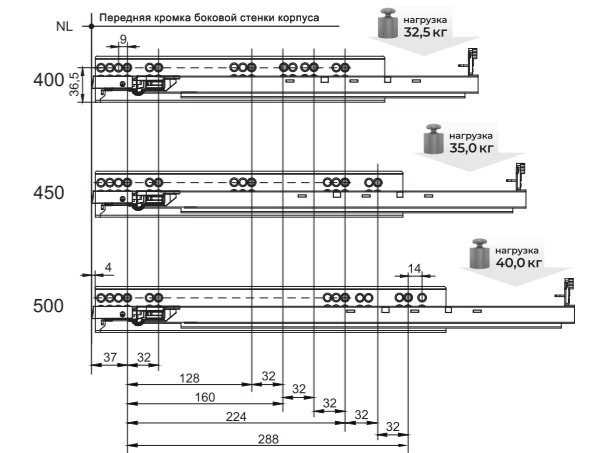 NL
Передняя кромка боковой стенки корпуса
нагрузка
32,5 кг
9
400
36,5
нагрузка
35,0 кг
450
нагрузка
40,0 кг
4
14
500
37
32
128
32
160
32
224
32
32
288
32